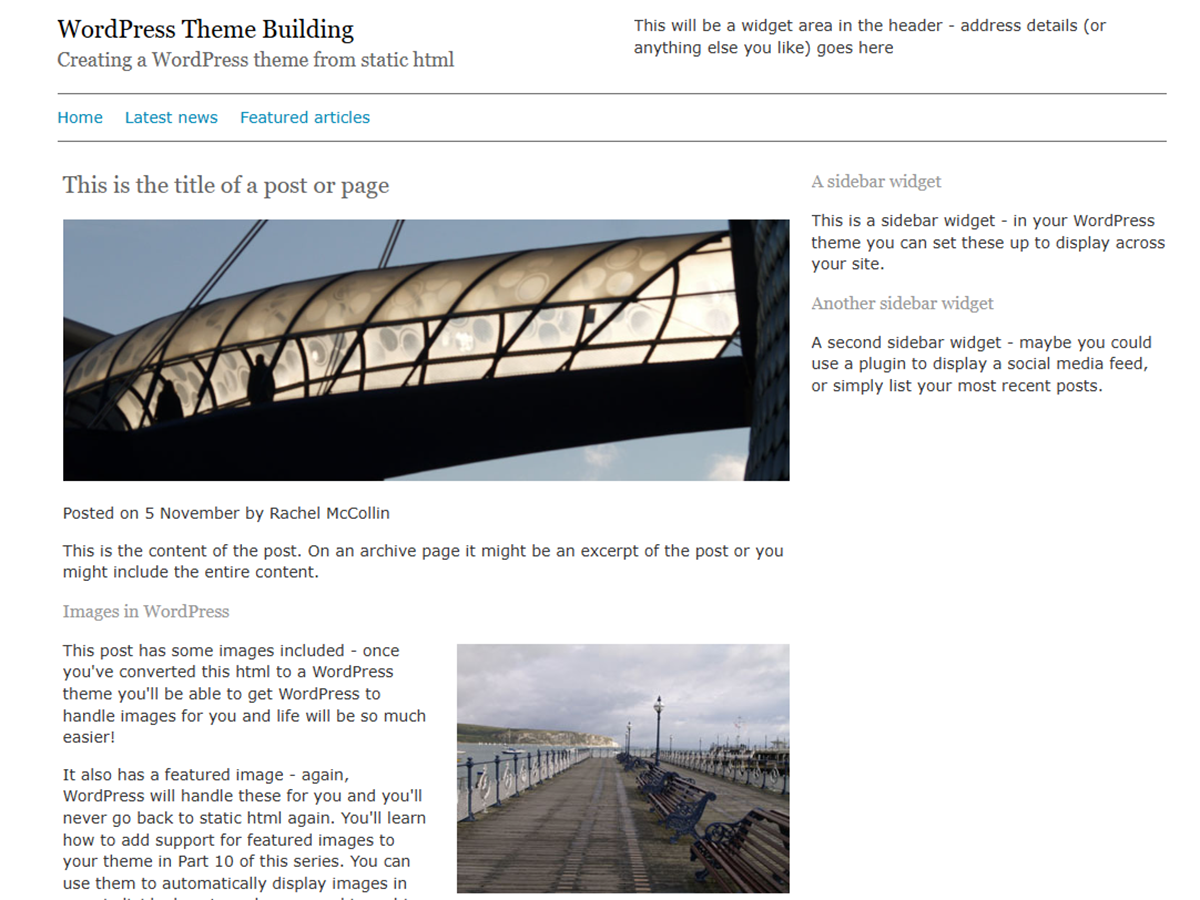 WordPress Theme Building
Creating a WordPress theme from static html
This will be a widget area in the header - address details (or
anything else you like) goes here
Home Latest news Featured articles
This is the title of a post or page
Posted on 5 November by Rachel McCollin
This is the content of the post. On an archive page it might be an excerpt of the post or you
might include the entire content.
Images in WordPress
This post has some images included - once
you've converted this html to a WordPress
theme you'll be able to get WordPress to
handle images for you and life will be so much
easier!
It also has a featured image - again,
WordPress will handle these for you and you'll
never go back to static html again. You'll learn
how to add support for featured images to
your theme in Part 10 of this series. You can
use them to automatically display images in
A sidebar widget
This is a sidebar widget - in your WordPress
theme you can set these up to display across
your site.
Another sidebar widget
A second sidebar widget - maybe you could
use a plugin to display a social media feed,
or simply list your most recent posts.